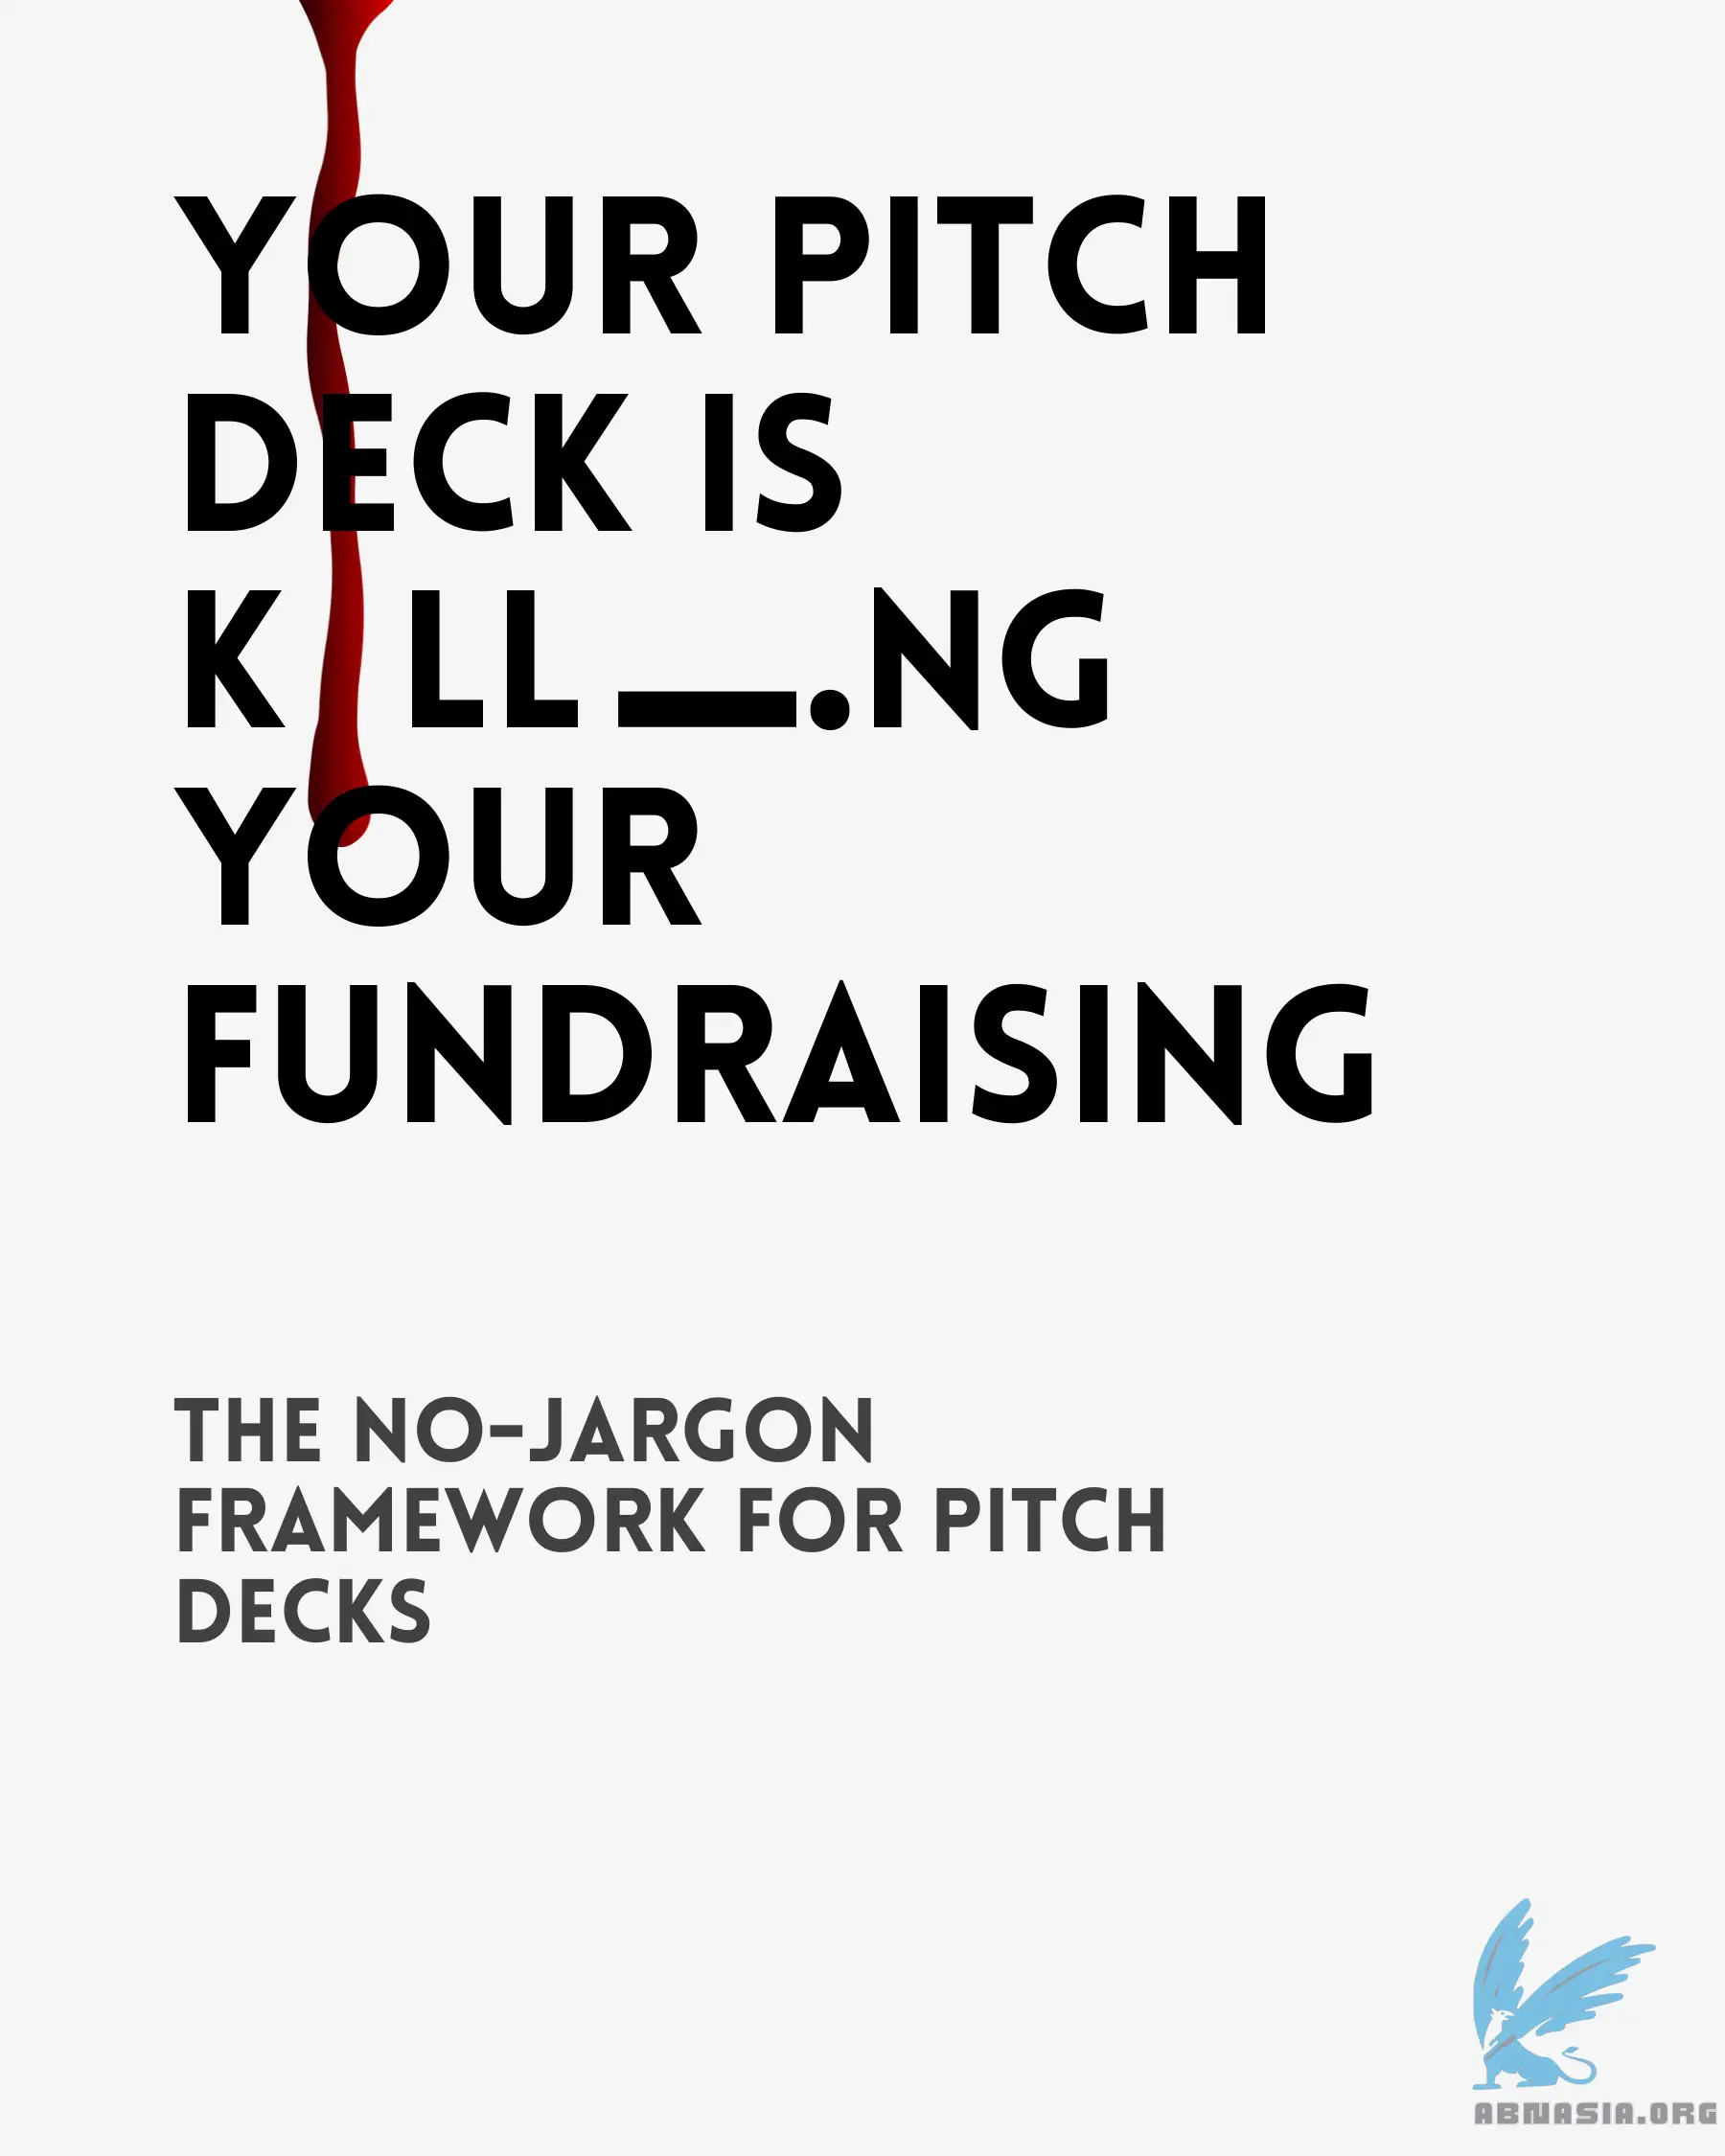 YOUR PITCH
DECK IS
K LL_.NG
YOUR
FUNDRAISING
THE NO-JARGON
FRAMEWORK FOR PITCH
DECKS
ABNASIA.ORG